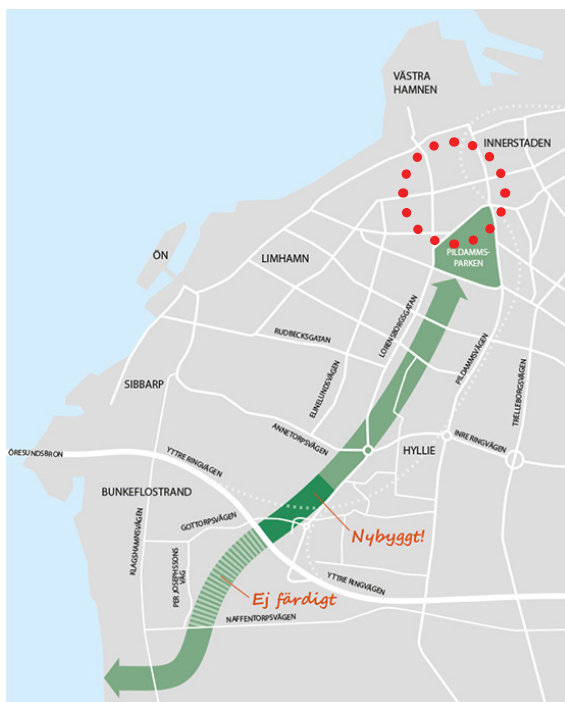 VÄSTRA
HAMNEN
INNERSTADEN
PILDAMMS-
PARKEN
ÖN
LIMHAMN
LORENSBORGSGATAN
RUDBECKSGATAN
PILDAMMSVÄGEN
TRELLEBORGSVÄGEN
ELINELUNDSVÄGEN
SIBBARP
ANNETORPSVÄGEN
INRE RINGVÄGEN
HYLLIE
ÖRESUNDSBRON
YTTRE RINGVÄGEN
BUNKEFLOSTRAND
GOTTORPSVÄGEN
Nybyggt!
KLAGSHAMNSVÄGEN
PER JOSEPHSSONS
VÄG
YTTRE RINGVÄGEN
Ej färdigt
NAFFENTORPSVÄGEN